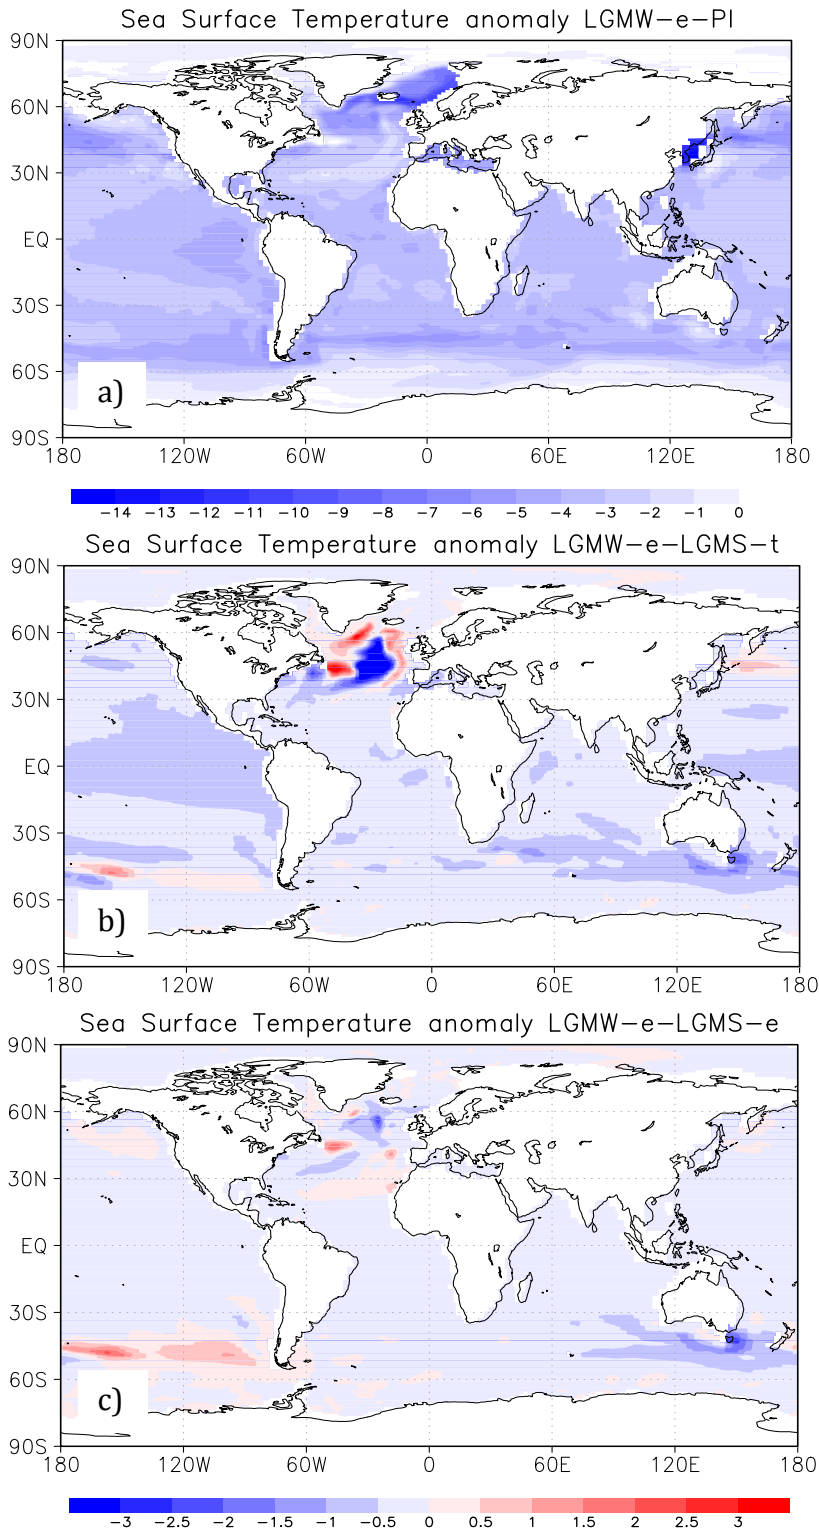 Sea Surface Temperature anomaly LGMW-e-PI
90N
60N
30N
EQ
30S
60S
90S
a)
180 120W 60W 0 60E 120E 180
-14 -13 -12 -11 -10 -9 -8 -7 -6 -5 -4 -3 -2 -1 0
Sea Surface Temperature anomaly LGMW-e-LGMS-t
90N
60N
30N
EQ
30S
60S
90S
b)
180 120W 60W 0 60E 120E 180
Sea Surface Temperature anomaly LGMW-e-LGMS-e
90N
60N
30N
EQ
30S
60S
90S
c)
180 120W 60W 0 60E 120E 180
-3 -2.5 -2 -1.5 -1 -0.5 0 0.5 1 1.5 2 2.5 3